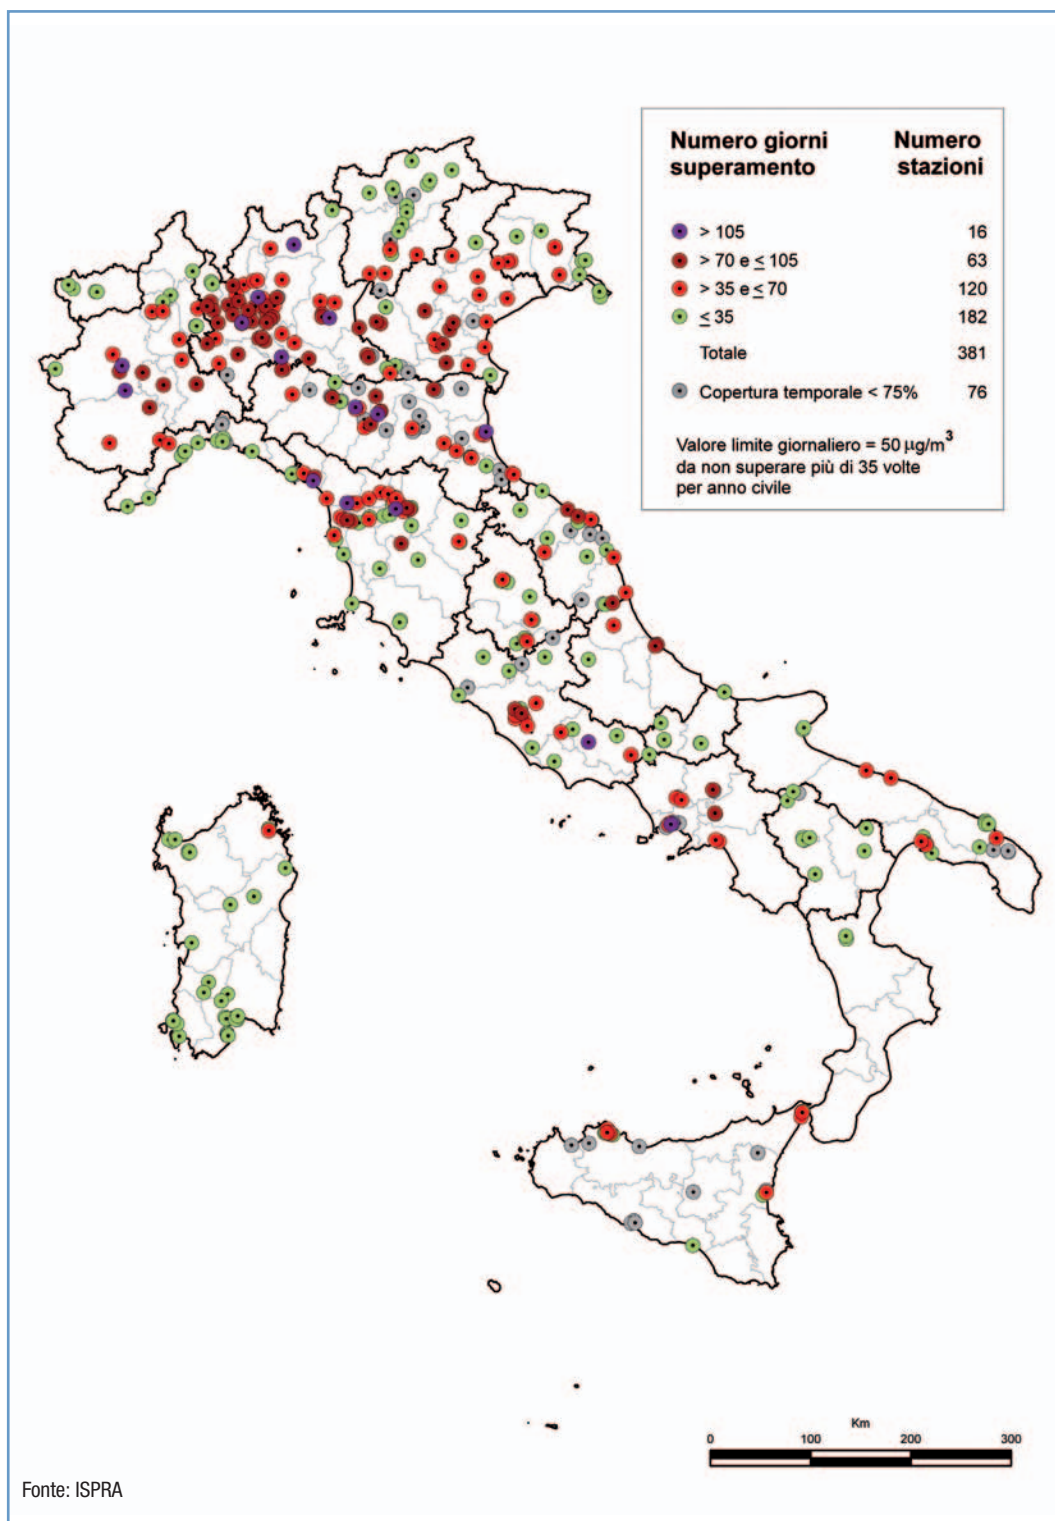 Numero giorni superamento Numero stazioni
> 105 16
> 70 e ≤ 105 63
> 35 e ≤ 70 120
≤ 35 182
Totale 381
Copertura temporale < 75% 76
Valore limite giornaliero = 50 µg/m³
da non superare più di 35 volte
per anno civile
Km
0 100 200 300
Fonte: ISPRA